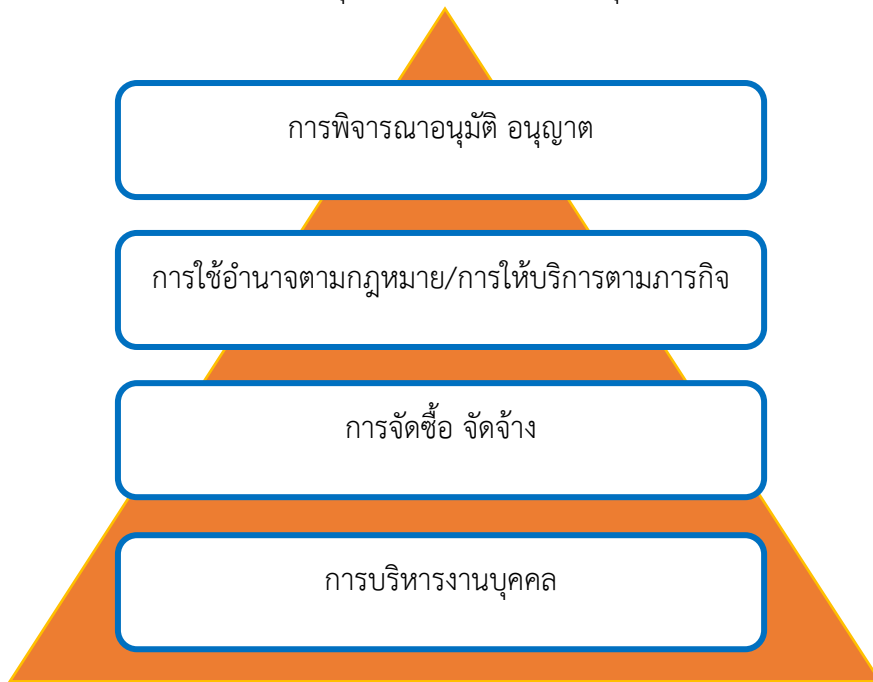 การพิจารณาอนุมัติ อนุญาต
การใช้อำนาจตามกฎหมาย/การให้บริการตามภารกิจ
การจัดซื้อ จัดจ้าง
การบริหารงานบุคคล